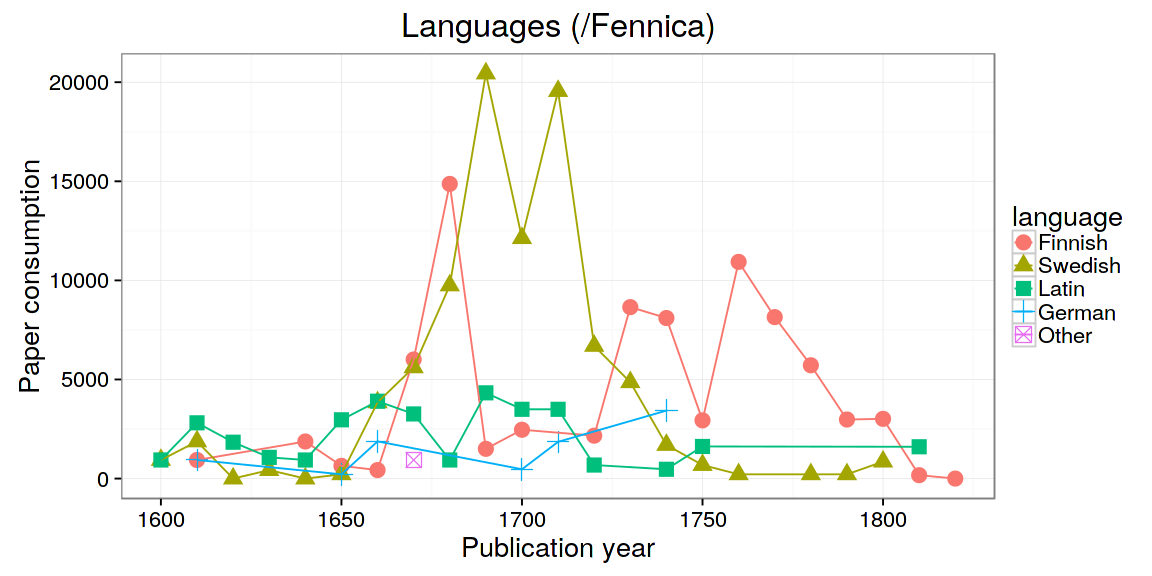 Languages (/Fennica)
Paper consumption
20000
15000
10000
5000
0
1600 1650 1700 1750 1800
Publication year
language
Finnish
Swedish
Latin
German
Other